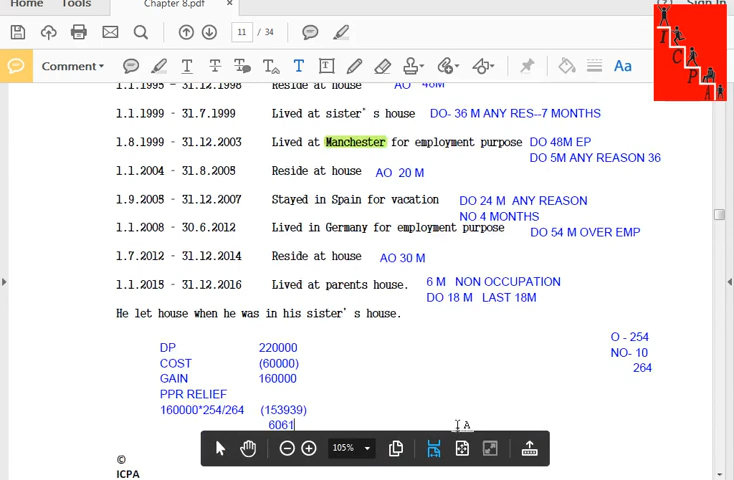 Home Tools Chapter 8.pdf × Sign In
11 / 34
Comment T T T T T T Aa
I
C
P
A
1.1.1995 - 31.12.1998 Reside at house AO 48M
1.1.1999 - 31.7.1999 Lived at sister's house DO- 36 M ANY RES--7 MONTHS
1.8.1999 - 31.12.2003 Lived at Manchester for employment purpose DO 48M EP
DO 5M ANY REASON 36
1.1.2004 - 31.8.2005 Reside at house AO 20 M
1.9.2005 - 31.12.2007 Stayed in Spain for vacation DO 24 M ANY REASON
NO 4 MONTHS
1.1.2008 - 30.6.2012 Lived in Germany for employment purpose DO 54 M OVER EMP
1.7.2012 - 31.12.2014 Reside at house AO 30 M
1.1.2015 - 31.12.2016 Lived at parents house. 6 M NON OCCUPATION
DO 18 M LAST 18M
He let house when he was in his sister's house.
O - 254
NO- 10
264
DP 220000
COST (60000)
GAIN 160000
PPR RELIEF
160000*254/264 (153939)
6061
A
105%
©
ICPA